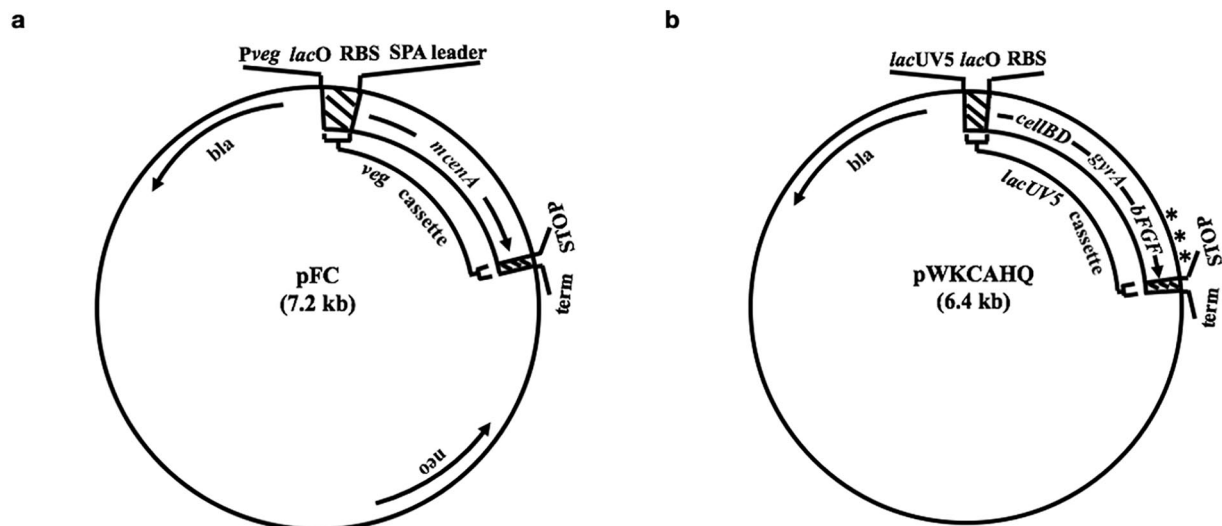 a
Pveg lacO RBS SPA leader
bla
mcenA
veg cassette
STOP
term
pFC
(7.2 kb)
neo
b
lacUV5 lacO RBS
bla
cellBD gyrA bFGF
***
lacUV5 cassette
STOP
term
pWKCAHQ
(6.4 kb)